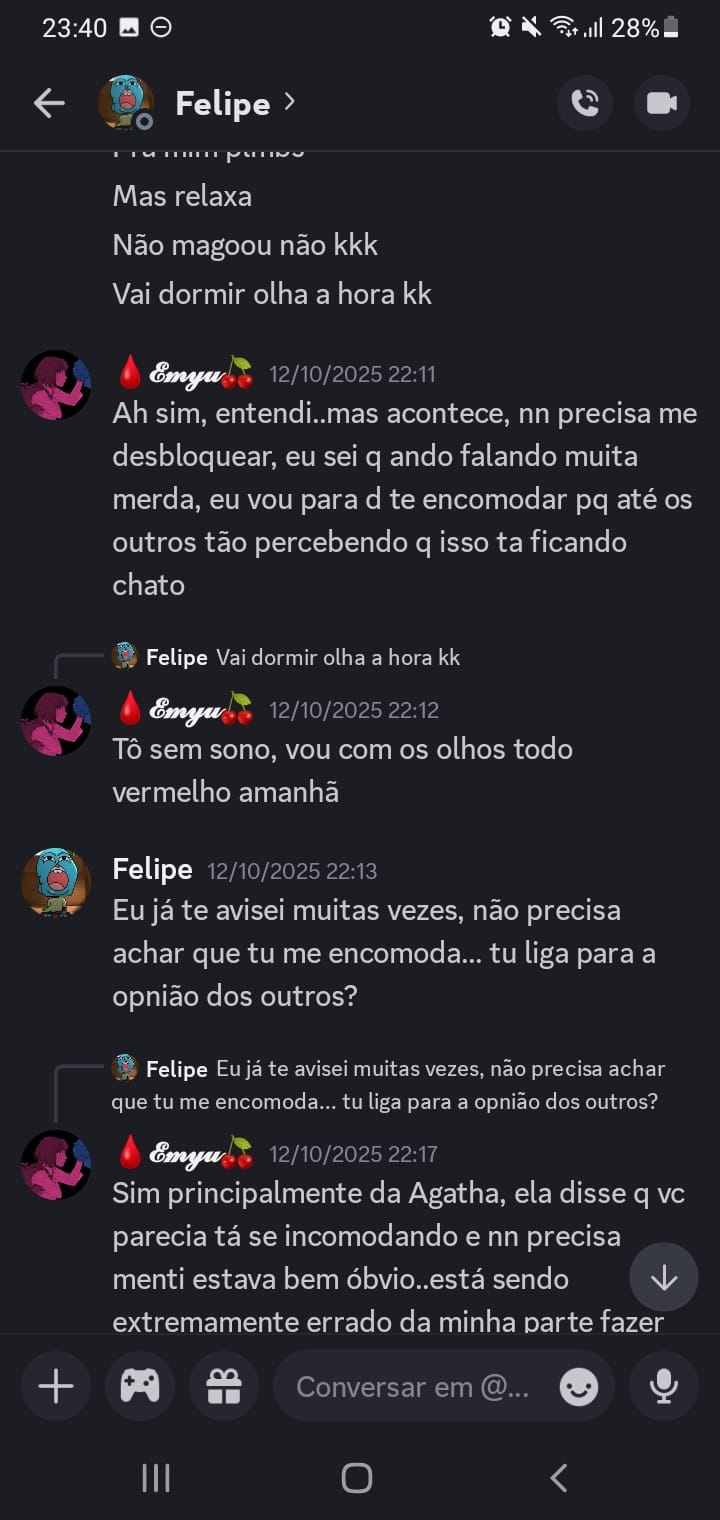 23:40
28%
Felipe
Pra mim ptmbs
Mas relaxa
Não magoou não kkk
Vai dormir olha a hora kk
🩸 𝓔𝓶𝔂𝓾🍒 12/10/2025 22:11
Ah sim, entendi..mas acontece, nn precisa me
desbloquear, eu sei q ando falando muita
merda, eu vou para d te encomodar pq até os
outros tão percebendo q isso ta ficando
chato
Felipe Vai dormir olha a hora kk
🩸 𝓔𝓶𝔂𝓾🍒 12/10/2025 22:12
Tô sem sono, vou com os olhos todo
vermelho amanhã
Felipe 12/10/2025 22:13
Eu já te avisei muitas vezes, não precisa
achar que tu me encomoda... tu liga para a
opnião dos outros?
Felipe Eu já te avisei muitas vezes, não precisa achar
que tu me encomoda... tu liga para a opnião dos outros?
🩸 𝓔𝓶𝔂𝓾🍒 12/10/2025 22:17
Sim principalmente da Agatha, ela disse q vc
parecia tá se incomodando e nn precisa
menti estava bem óbvio..está sendo
extremamente errado da minha parte fazer
Conversar em @...